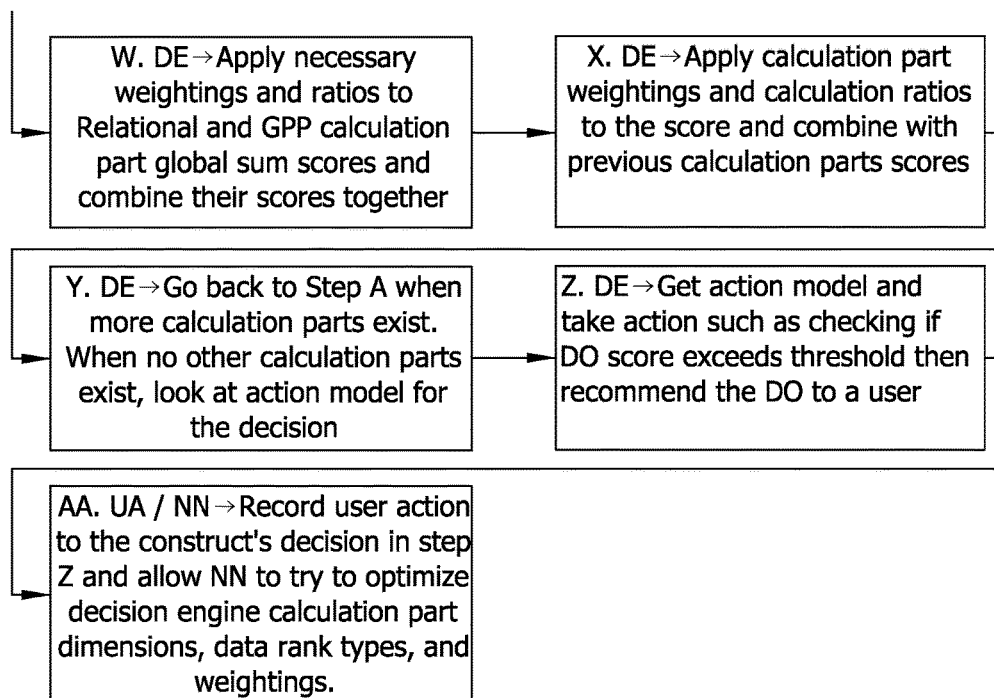 W. DE→Apply necessary
weightings and ratios to
Relational and GPP calculation
part global sum scores and
combine their scores together
X. DE→Apply calculation part
weightings and calculation ratios
to the score and combine with
previous calculation parts scores
Y. DE→Go back to Step A when
more calculation parts exist.
When no other calculation parts
exist, look at action model for
the decision
Z. DE→Get action model and
take action such as checking if
DO score exceeds threshold then
recommend the DO to a user
AA. UA / NN→Record user action
to the construct's decision in step
Z and allow NN to try to optimize
decision engine calculation part
dimensions, data rank types, and
weightings.